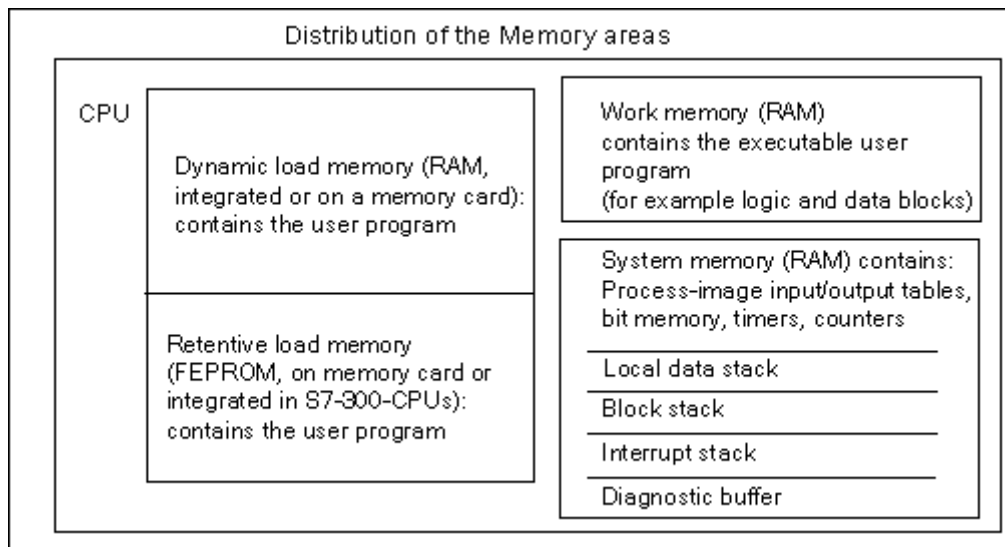 Distribution of the Memory areas
CPU
Dynamic load memory (RAM,
integrated or on a memory card):
contains the user program
Retentive load memory
(FEPROM, on memory card or
integrated in S7-300-CPUs):
contains the user program
Work memory (RAM)
contains the executable user
program
(for example logic and data blocks)
System memory (RAM) contains:
Process-image input/output tables,
bit memory, timers, counters
Local data stack
Block stack
Interrupt stack
Diagnostic buffer